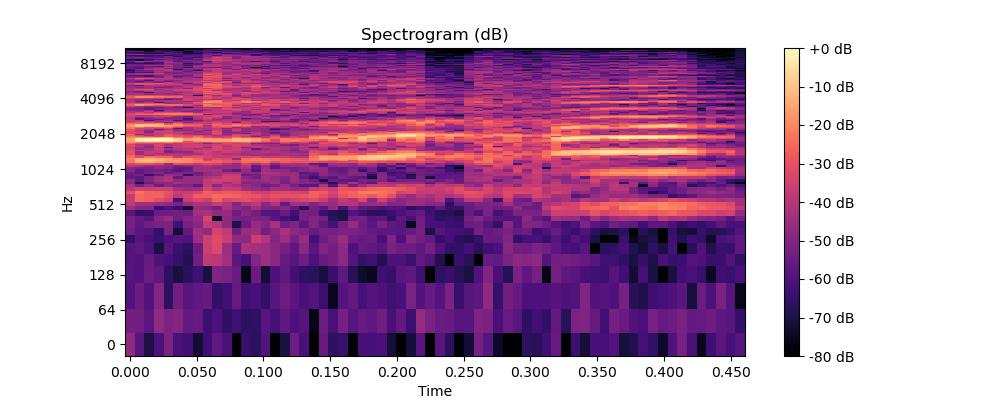 Spectrogram (dB)
Hz
8192
4096
2048
1024
512
256
128
64
0
0.000 0.050 0.100 0.150 0.200 0.250 0.300 0.350 0.400 0.450
Time
+0 dB
-10 dB
-20 dB
-30 dB
-40 dB
-50 dB
-60 dB
-70 dB
-80 dB